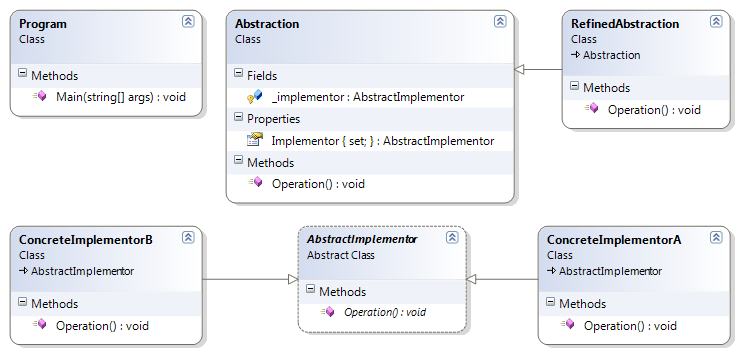 Program
Class
Methods
Main(string[] args) : void
Abstraction
Class
Fields
_implementor : AbstractImplementor
Properties
Implementor { set; } : AbstractImplementor
Methods
Operation() : void
RefinedAbstraction
Class
Abstraction
Methods
Operation() : void
ConcreteImplementorB
Class
AbstractImplementor
Methods
Operation() : void
AbstractImplementor
Abstract Class
Methods
Operation() : void
ConcreteImplementorA
Class
AbstractImplementor
Methods
Operation() : void